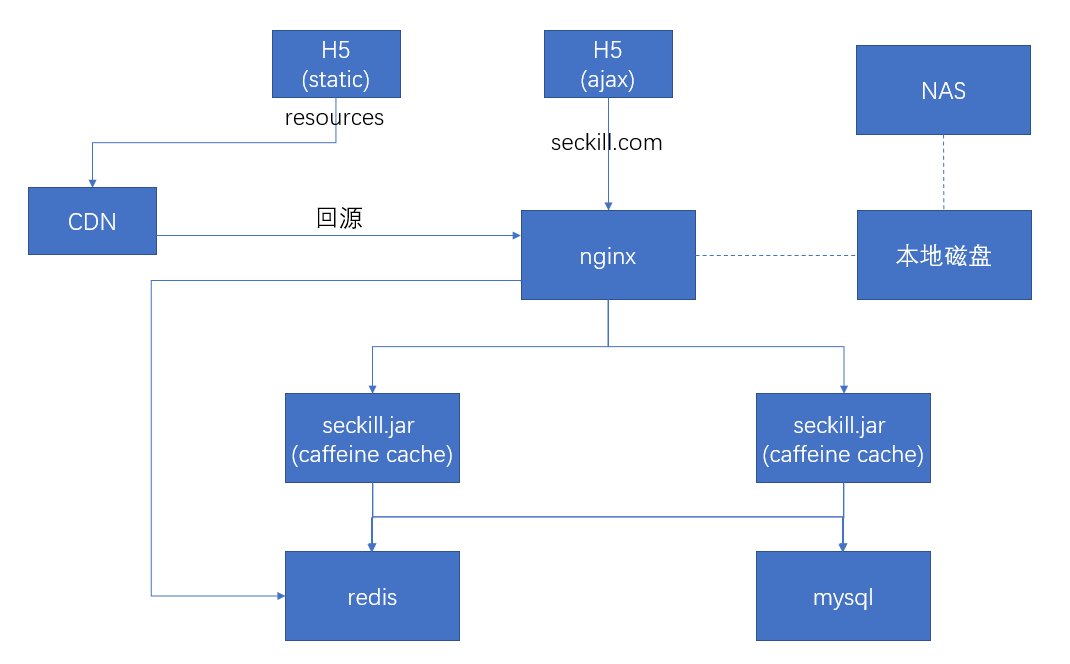 H5
(static)
H5
(ajax)
NAS
resources
seckill.com
CDN
回源
nginx
本地磁盘
seckill.jar
(caffeine cache)
seckill.jar
(caffeine cache)
redis
mysql